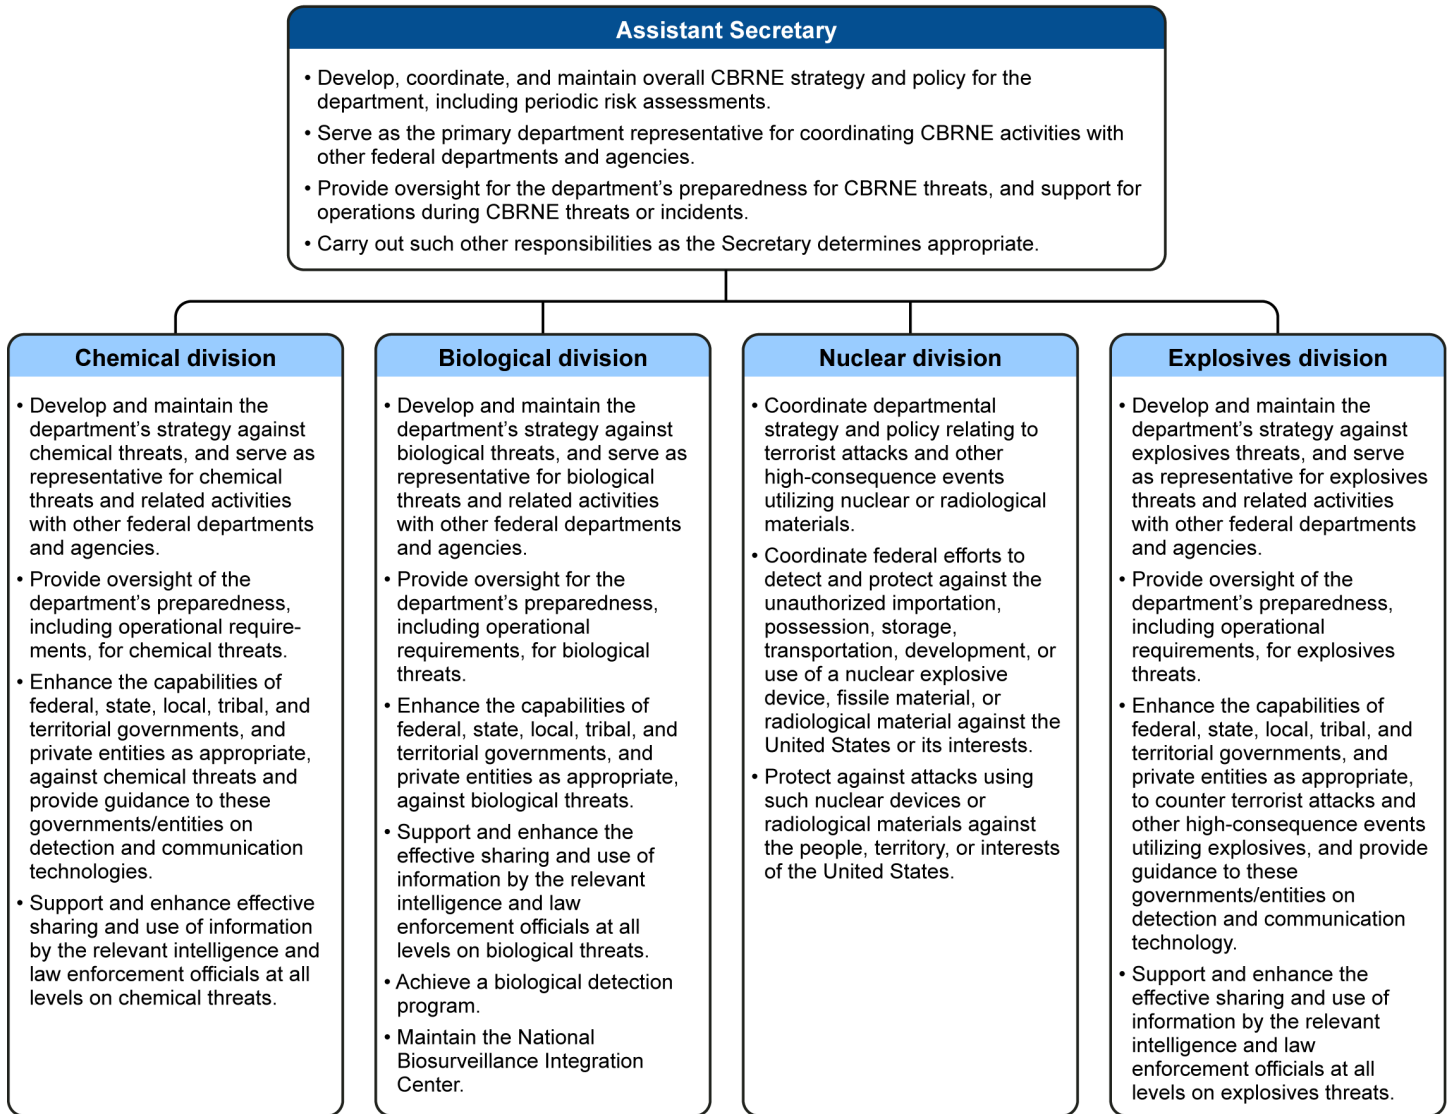 Assistant Secretary
• Develop, coordinate, and maintain overall CBRNE strategy and policy for the
department, including periodic risk assessments.
• Serve as the primary department representative for coordinating CBRNE activities with
other federal departments and agencies.
• Provide oversight for the department’s preparedness for CBRNE threats, and support for
operations during CBRNE threats or incidents.
• Carry out such other responsibilities as the Secretary determines appropriate.
Chemical division
• Develop and maintain the
department’s strategy against
chemical threats, and serve as
representative for chemical
threats and related activities
with other federal departments
and agencies.
• Provide oversight of the
department’s preparedness,
including operational require-
ments, for chemical threats.
• Enhance the capabilities of
federal, state, local, tribal, and
territorial governments, and
private entities as appropriate,
against chemical threats and
provide guidance to these
governments/entities on
detection and communication
technologies.
• Support and enhance effective
sharing and use of information
by the relevant intelligence and
law enforcement officials at all
levels on chemical threats.
Biological division
• Develop and maintain the
department’s strategy against
biological threats, and serve as
representative for biological
threats and related activities
with other federal departments
and agencies.
• Provide oversight for the
department’s preparedness,
including operational
requirements, for biological
threats.
• Enhance the capabilities of
federal, state, local, tribal, and
territorial governments, and
private entities as appropriate,
against biological threats.
• Support and enhance the
effective sharing and use of
information by the relevant
intelligence and law
enforcement officials at all
levels on biological threats.
• Achieve a biological detection
program.
• Maintain the National
Biosurveillance Integration
Center.
Nuclear division
• Coordinate departmental
strategy and policy relating to
terrorist attacks and other
high-consequence events
utilizing nuclear or radiological
materials.
• Coordinate federal efforts to
detect and protect against the
unauthorized importation,
possession, storage,
transportation, development, or
use of a nuclear explosive
device, fissile material, or
radiological material against the
United States or its interests.
• Protect against attacks using
such nuclear devices or
radiological materials against
the people, territory, or interests
of the United States.
Explosives division
• Develop and maintain the
department’s strategy against
explosives threats, and serve
as representative for explosives
threats and related activities
with other federal departments
and agencies.
• Provide oversight of the
department’s preparedness,
including operational
requirements, for explosives
threats.
• Enhance the capabilities of
federal, state, local, tribal, and
territorial governments, and
private entities as appropriate,
to counter terrorist attacks and
other high-consequence events
utilizing explosives, and provide
guidance to these
governments/entities on
detection and communication
technology.
• Support and enhance the
effective sharing and use of
information by the relevant
intelligence and law
enforcement officials at all
levels on explosives threats.